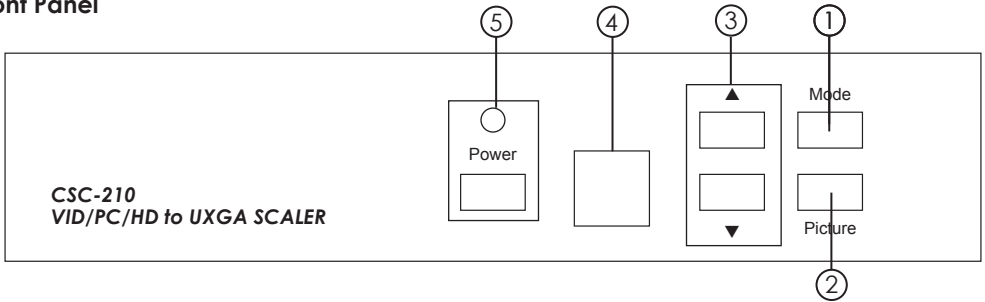 ont Panel
5 4 3 1
▲ Mode
Power
CSC-210
VID/PC/HD to UXGA SCALER
▼ Picture
2